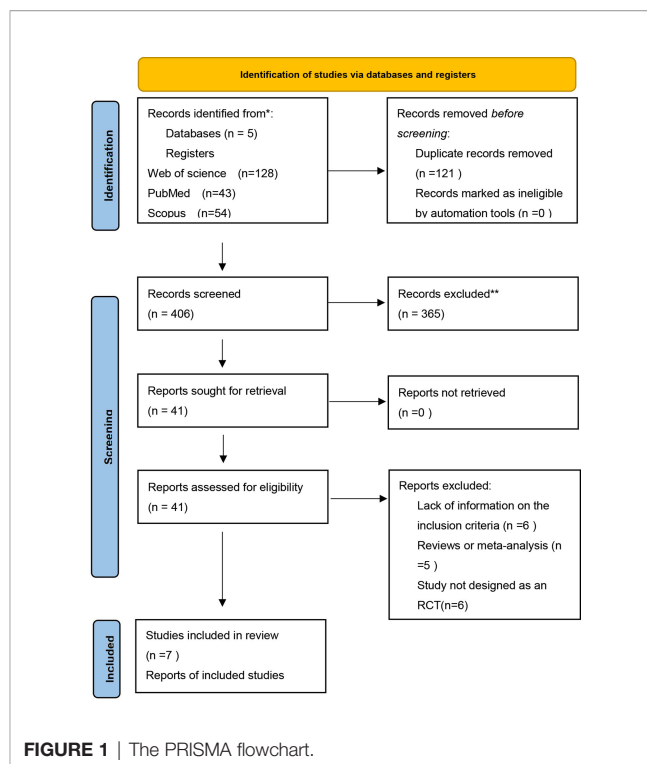 Identification of studies via databases and registers
Identification
Records identified from*:
Databases (n = 5)
Registers
Web of science (n=128)
PubMed (n=43)
Scopus (n=54)
Records removed before
screening:
Duplicate records removed
(n =121 )
Records marked as ineligible
by automation tools (n =0 )
Screening
Records screened
(n = 406)
Records excluded**
(n = 365)
Reports sought for retrieval
(n = 41)
Reports not retrieved
(n =0 )
Reports assessed for eligibility
(n = 41)
Reports excluded:
Lack of information on the
inclusion criteria (n =6 )
Reviews or meta-analysis (n
=5 )
Study not designed as an
RCT(n=6)
Included
Studies included in review
(n =7 )
Reports of included studies
FIGURE 1 | The PRISMA flowchart.